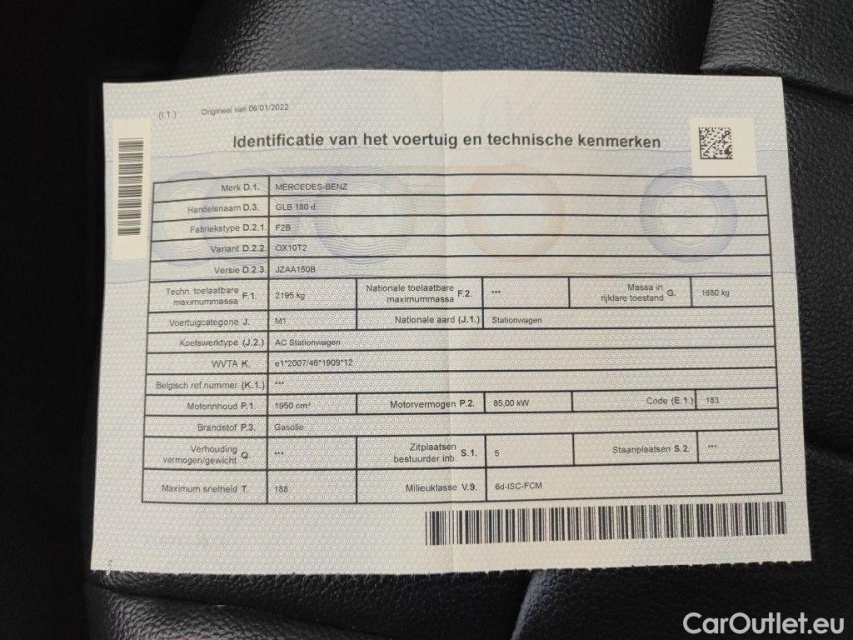 (I.1.) Origineel van 06/01/2022
Identificatie van het voertuig en technische kenmerken
Merk D.1. MERCEDES-BENZ
Handelsnaam D.3. GLB 180 d
Fabriekstype D.2.1. F2B
Variant D.2.2. OX10T2
Versie D.2.3. JZAA150B
Techn. toelaatbare maximummassa F.1. 2195 kg Nationale toelaatbare maximummassa F.2. *** Massa in rijklare toestand G. 1680 kg
Voertuigcategorie J. M1 Nationale aard (J.1.) Stationwagen
Koetswerktype (J.2.) AC Stationwagen
WVTA K. e1*2007/46*1909*12
Belgisch ref.nummer (K.1.) ***
Motorinhoud P.1. 1950 cm³ Motorvermogen P.2. 85,00 kW Code (E.1.) 183
Brandstof P.3. Gasolie
Verhouding vermogen/gewicht Q. *** Zitplaatsen bestuurder inb. S.1. 5 Staanplaatsen S.2. ***
Maximum snelheid T. 188 Milieuklasse V.9. 6d-ISC-FCM
CarOutlet.eu